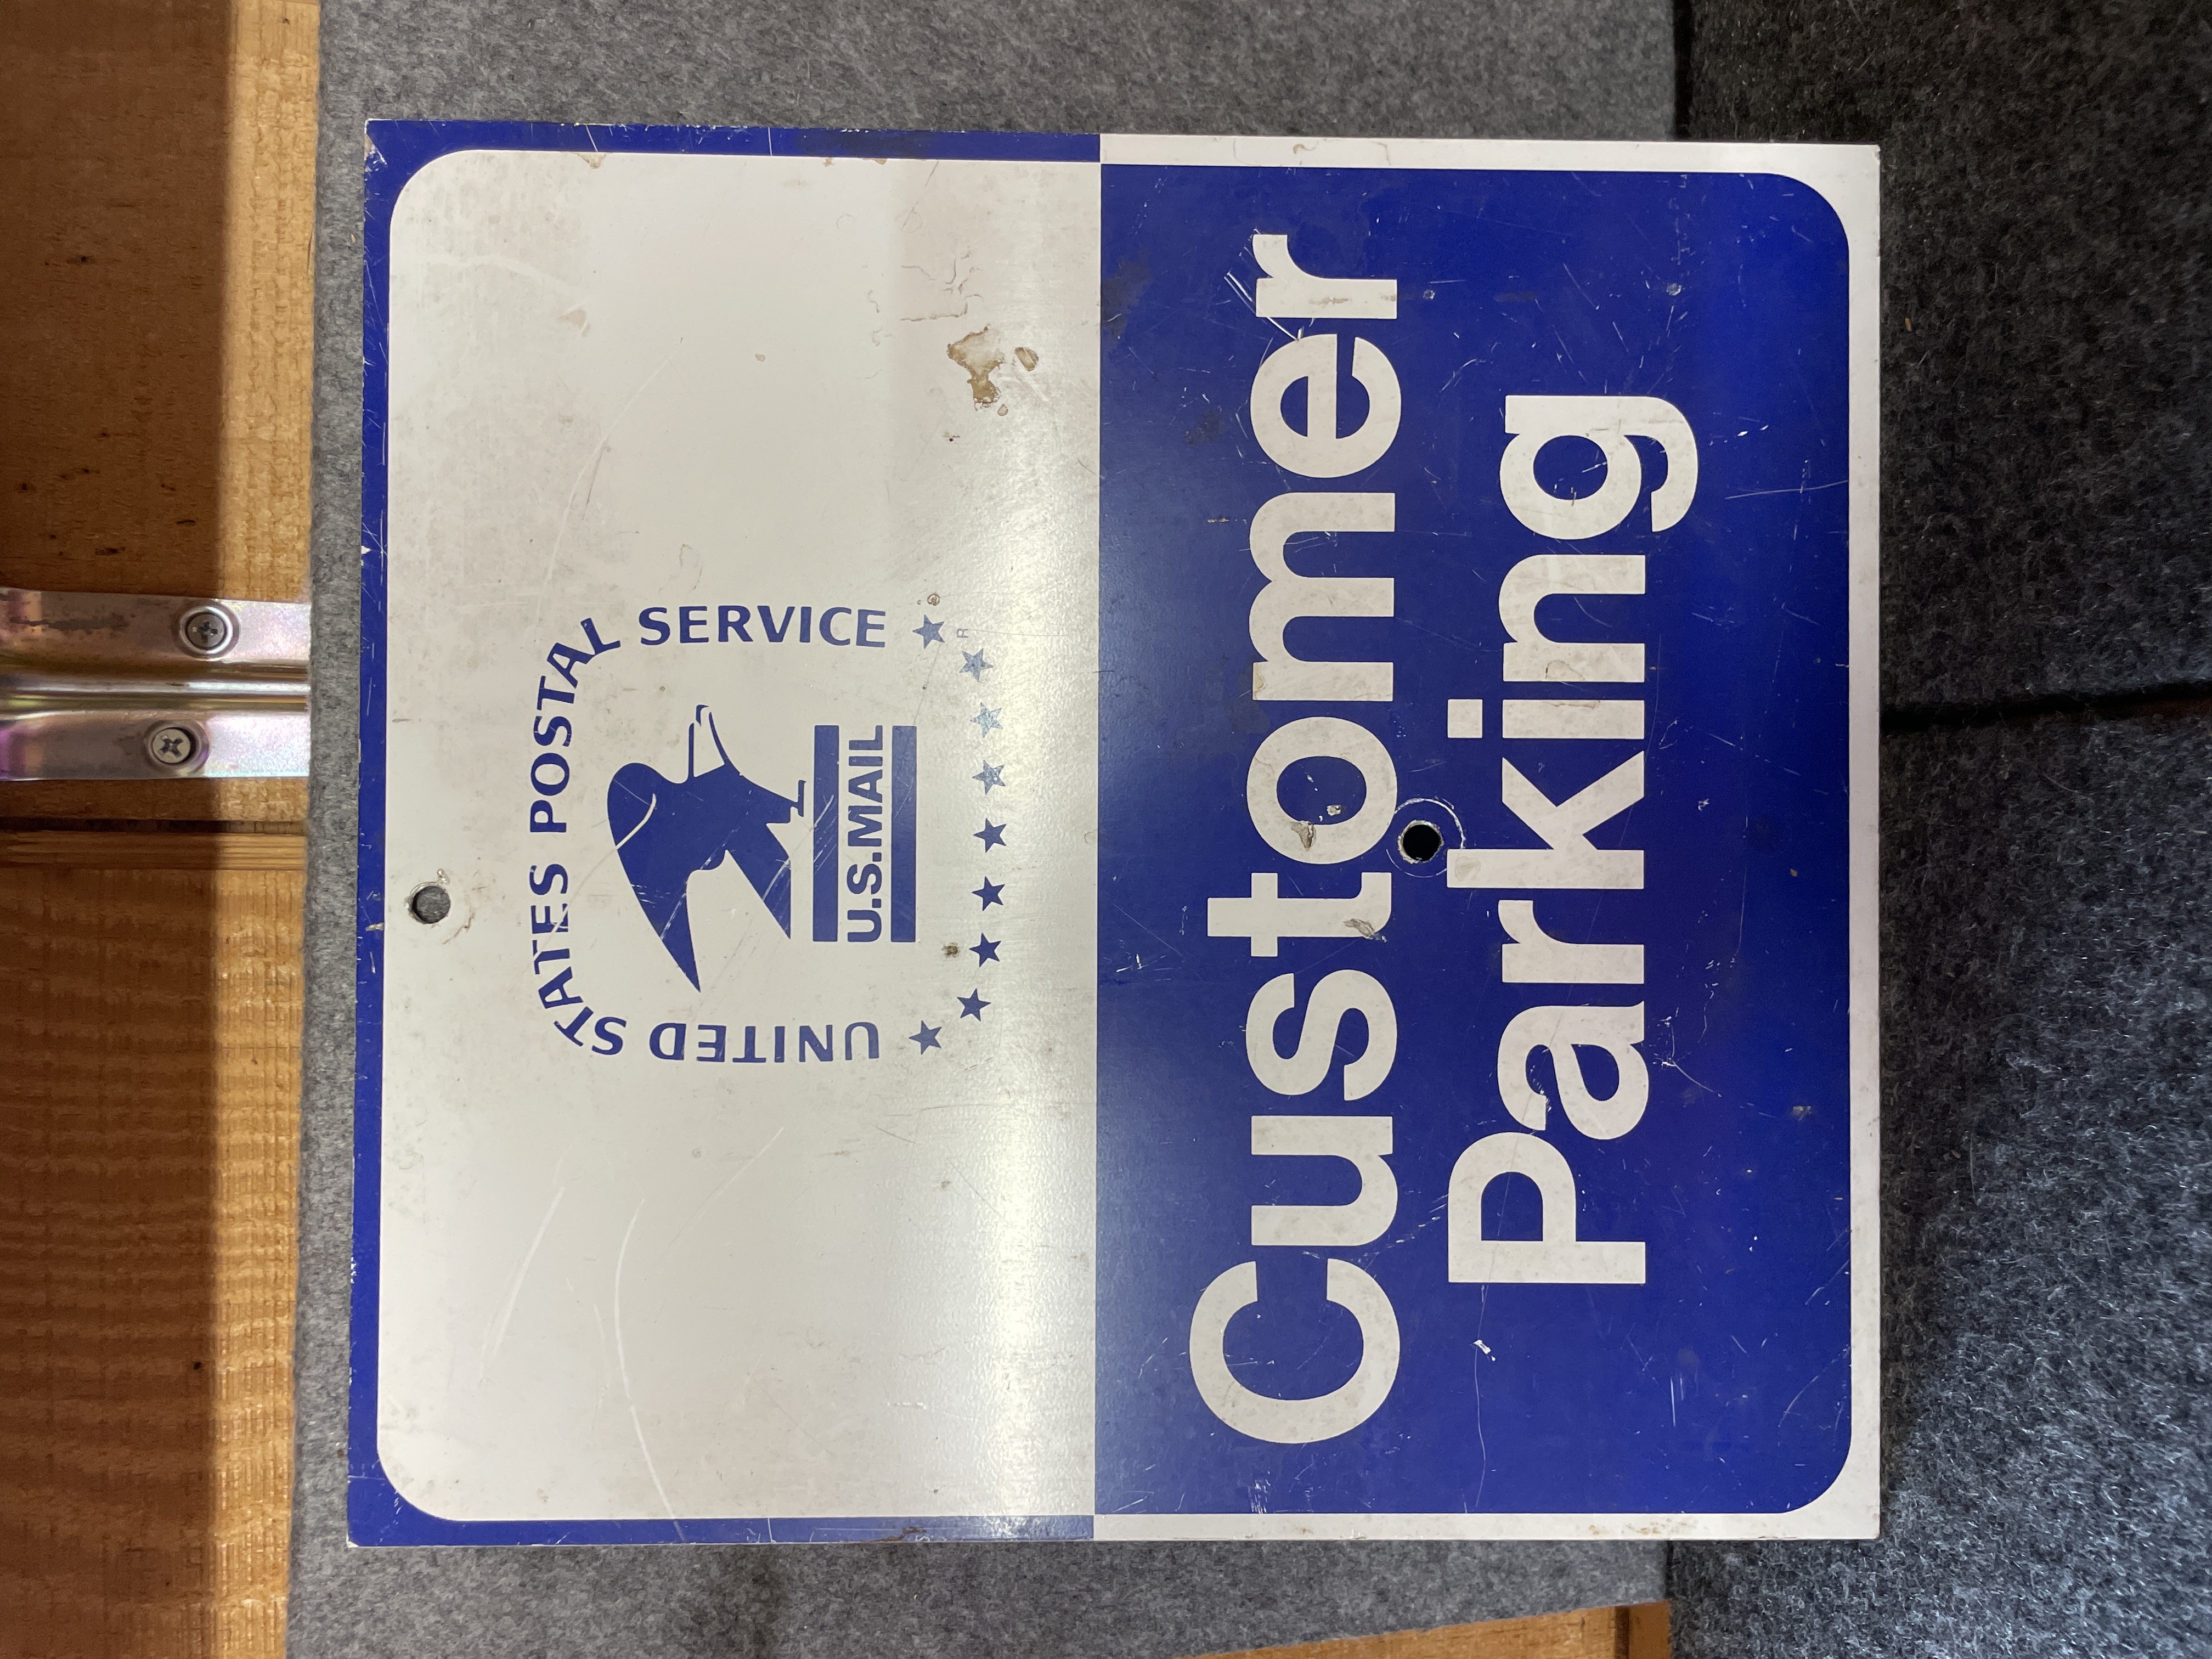 UNITED STATES POSTAL SERVICE
U.S.MAIL
R
Customer
Parking